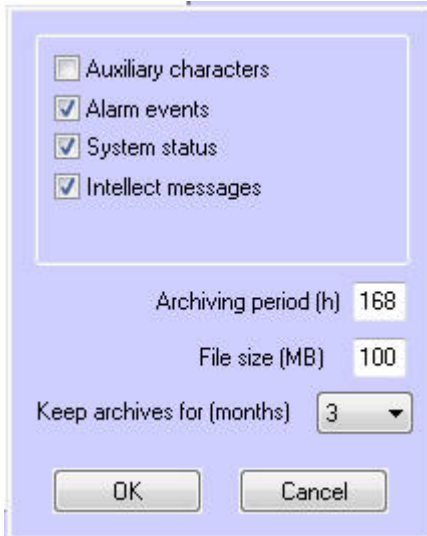 Auxiliary characters
Alarm events
System status
Intellect messages
Archiving period (h) 168
File size (MB) 100
Keep archives for (months) 3
OK Cancel